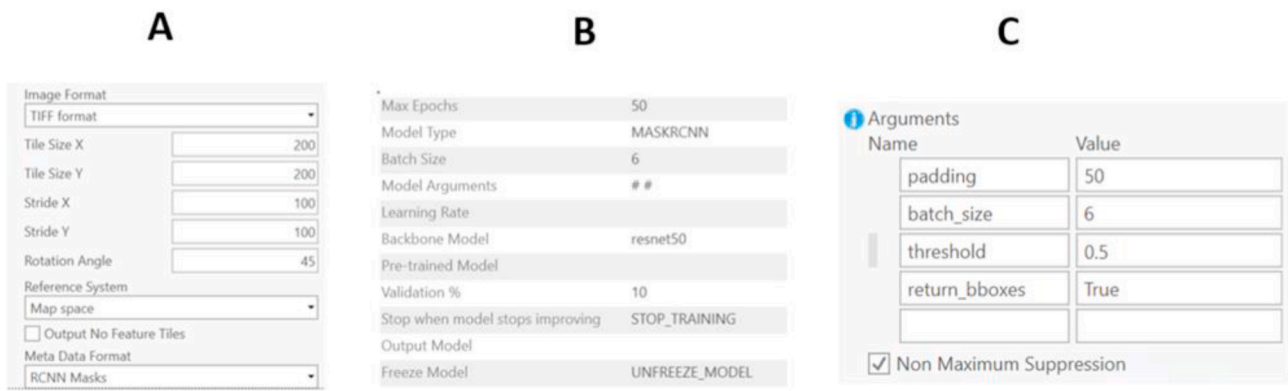 A
B
C
Image Format
TIFF format
Tile Size X 200
Tile Size Y 200
Stride X 100
Stride Y 100
Rotation Angle 45
Reference System
Map space
Output No Feature Tiles
Meta Data Format
RCNN Masks
Max Epochs 50
Model Type MASKRCNN
Batch Size 6
Model Arguments # #
Learning Rate
Backbone Model resnet50
Pre-trained Model
Validation % 10
Stop when model stops improving STOP_TRAINING
Output Model
Freeze Model UNFREEZE_MODEL
Arguments
Name Value
padding 50
batch_size 6
threshold 0.5
return_bboxes True
Non Maximum Suppression